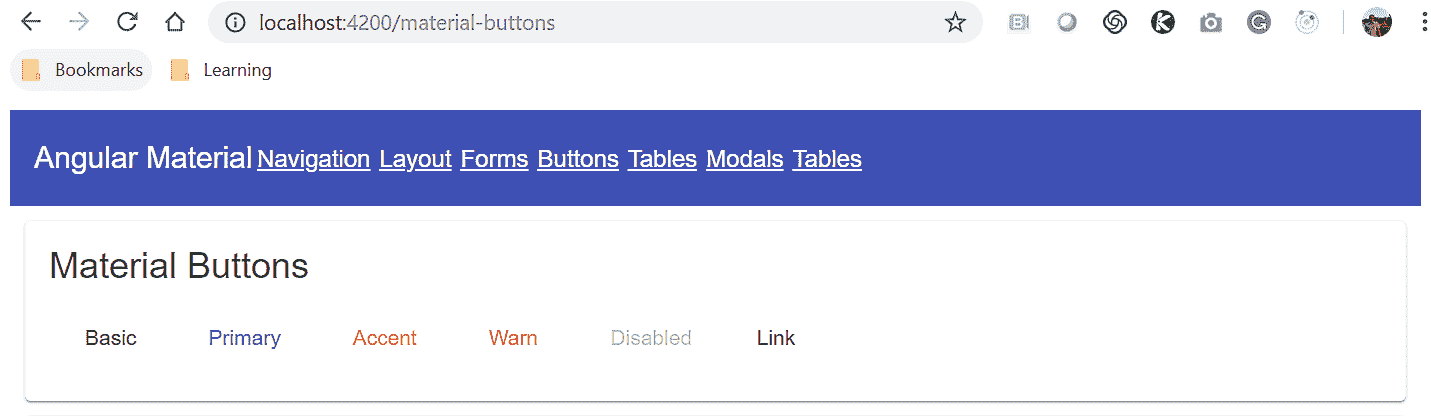 localhost:4200/material-buttons
Bookmarks Learning
Angular Material Navigation Layout Forms Buttons Tables Modals Tables
Material Buttons
Basic Primary Accent Warn Disabled Link